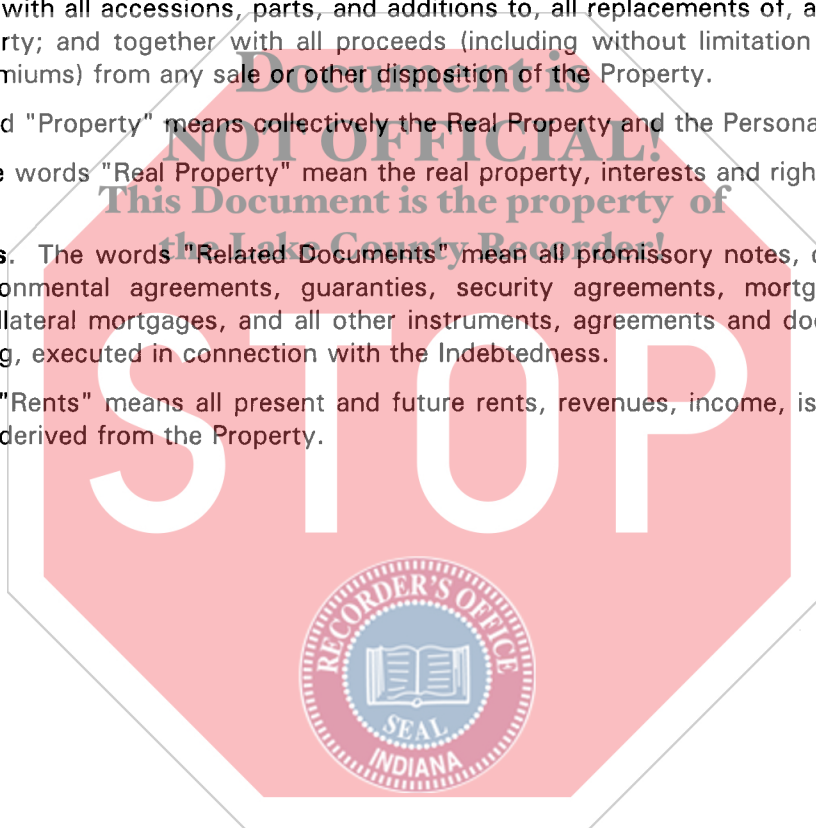 with all accessions, parts, and additions to, all replacements of, a
rty; and together with all proceeds (including without limitation
miums) from any sale or other disposition of the Property.
Document is
d "Property" means collectively the Real Property and the Persona
NOT OFFICIAL!
words "Real Property" mean the real property, interests and righ
This Document is the property of
the Lake County Recorder!
s. The words "Related Documents" mean all promissory notes,
onmental agreements, guaranties, security agreements, mortg
llateral mortgages, and all other instruments, agreements and do
g, executed in connection with the Indebtedness.
"Rents" means all present and future rents, revenues, income, is
derived from the Property.
STOP
RECORDER'S OFFICE
SEAL
INDIANA